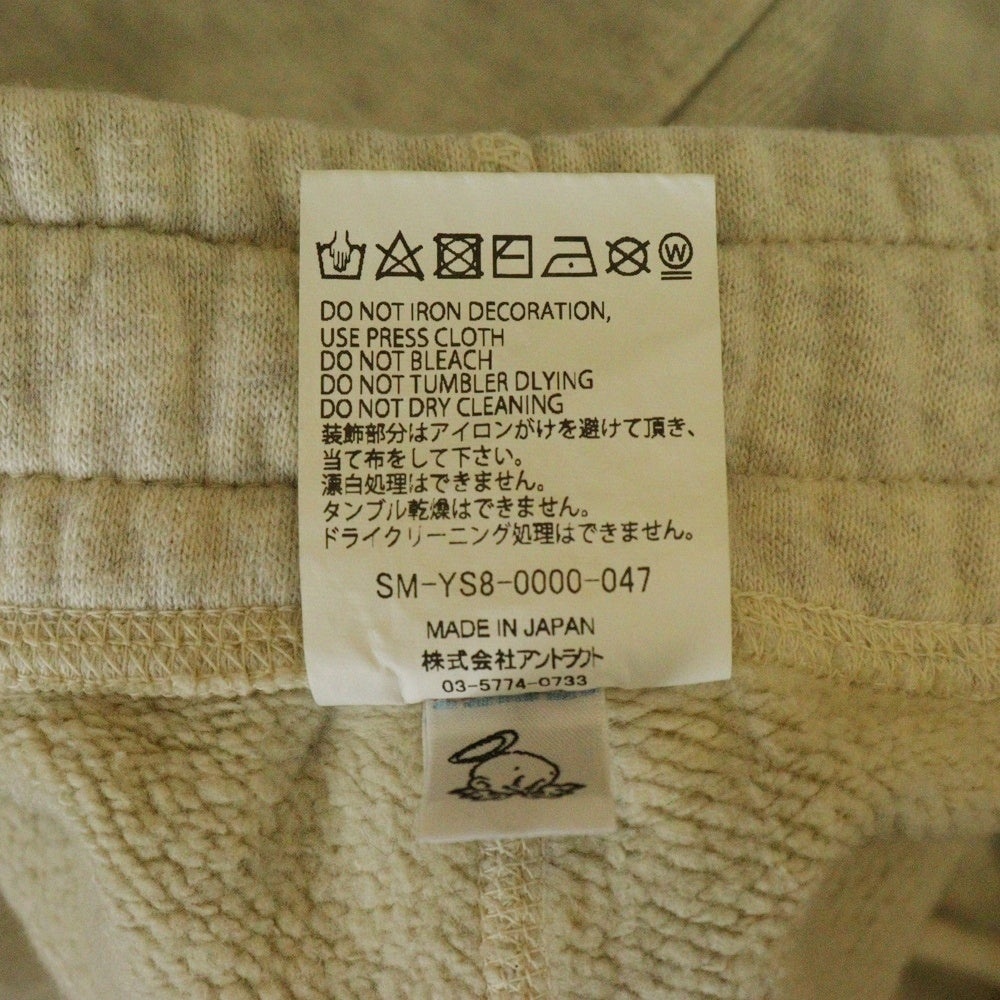 W
DO NOT IRON DECORATION,
USE PRESS CLOTH
DO NOT BLEACH
DO NOT TUMBLER DLYING
DO NOT DRY CLEANING
装飾部分はアイロンがけを避けて頂き、
当て布をして下さい。
漂白処理はできません。
タンブル乾燥はできません。
ドライクリーニング処理はできません。
SM-YS8-0000-047
MADE IN JAPAN
株式会社アントラクト
03-5774-0733